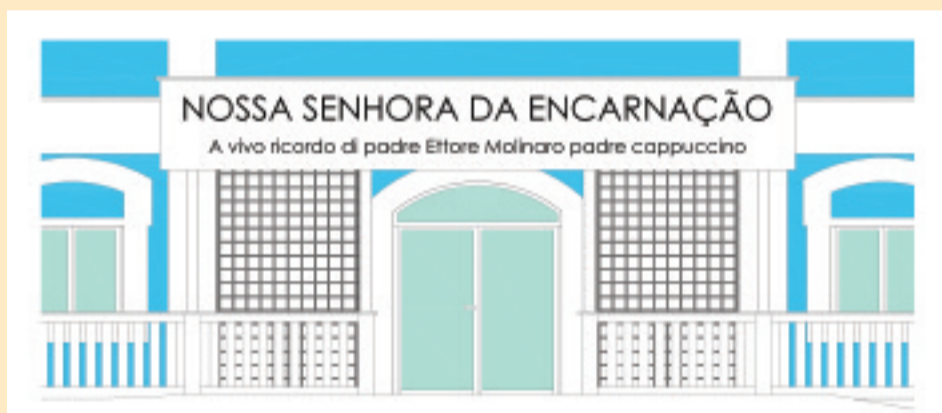 NOSSA SENHORA DA ENCARNAÇÃO
A vivo ricordo di padre Ettore Molinaro padre cappuccino